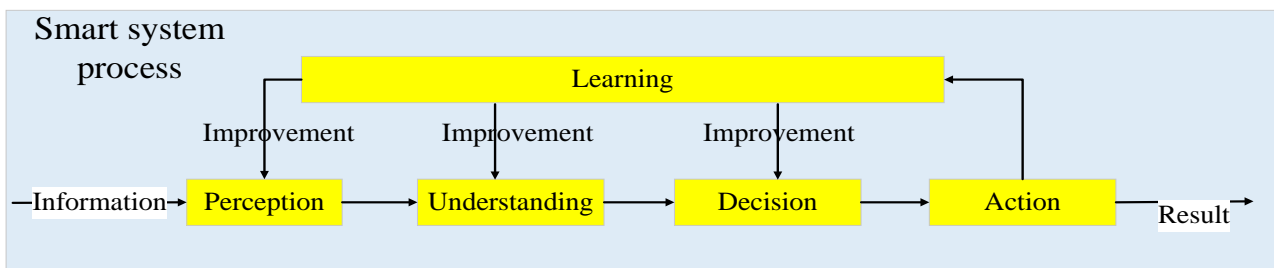 Smart system
process
Learning
Improvement
Improvement
Improvement
Information
Perception
Understanding
Decision
Action
Result